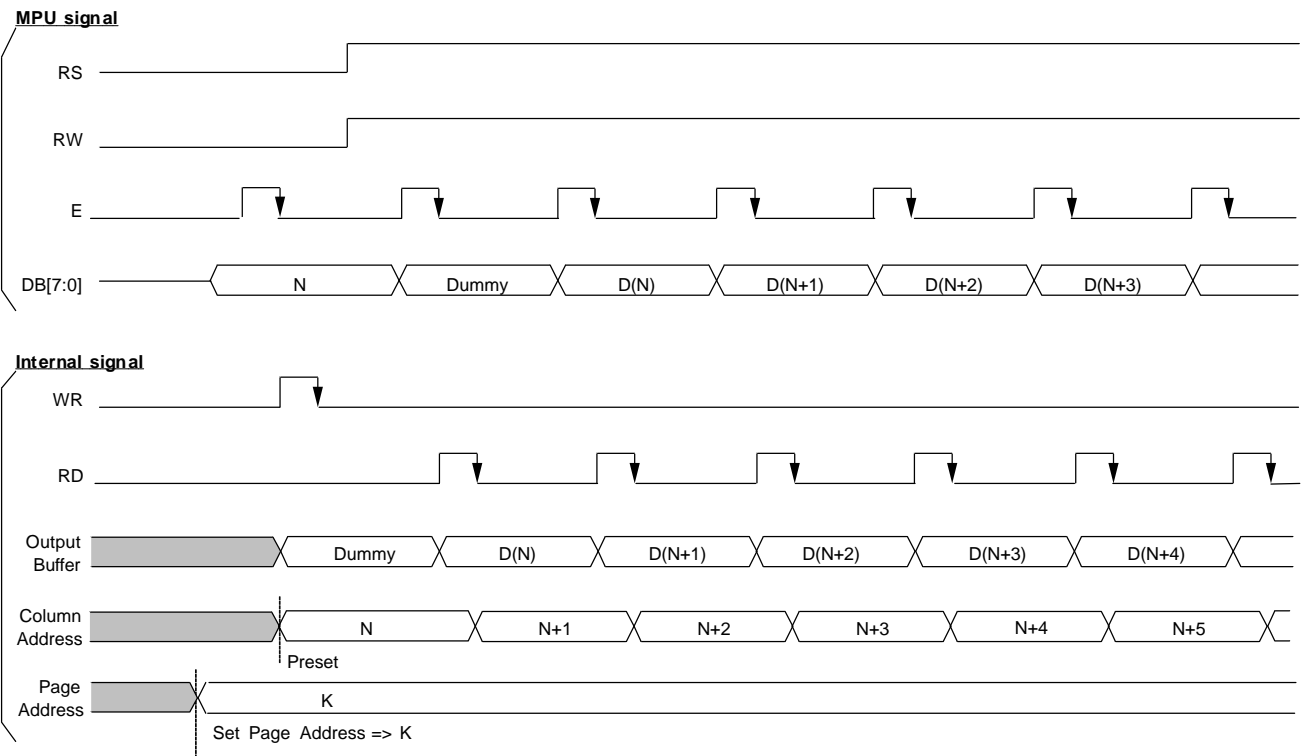 MPU signal
RS
RW
E
DB[7:0]
N Dummy D(N) D(N+1) D(N+2) D(N+3)
Internal signal
WR
RD
Output
Buffer
Dummy D(N) D(N+1) D(N+2) D(N+3) D(N+4)
Column
Address
N N+1 N+2 N+3 N+4 N+5
Preset
Page
Address
K
Set Page Address => K